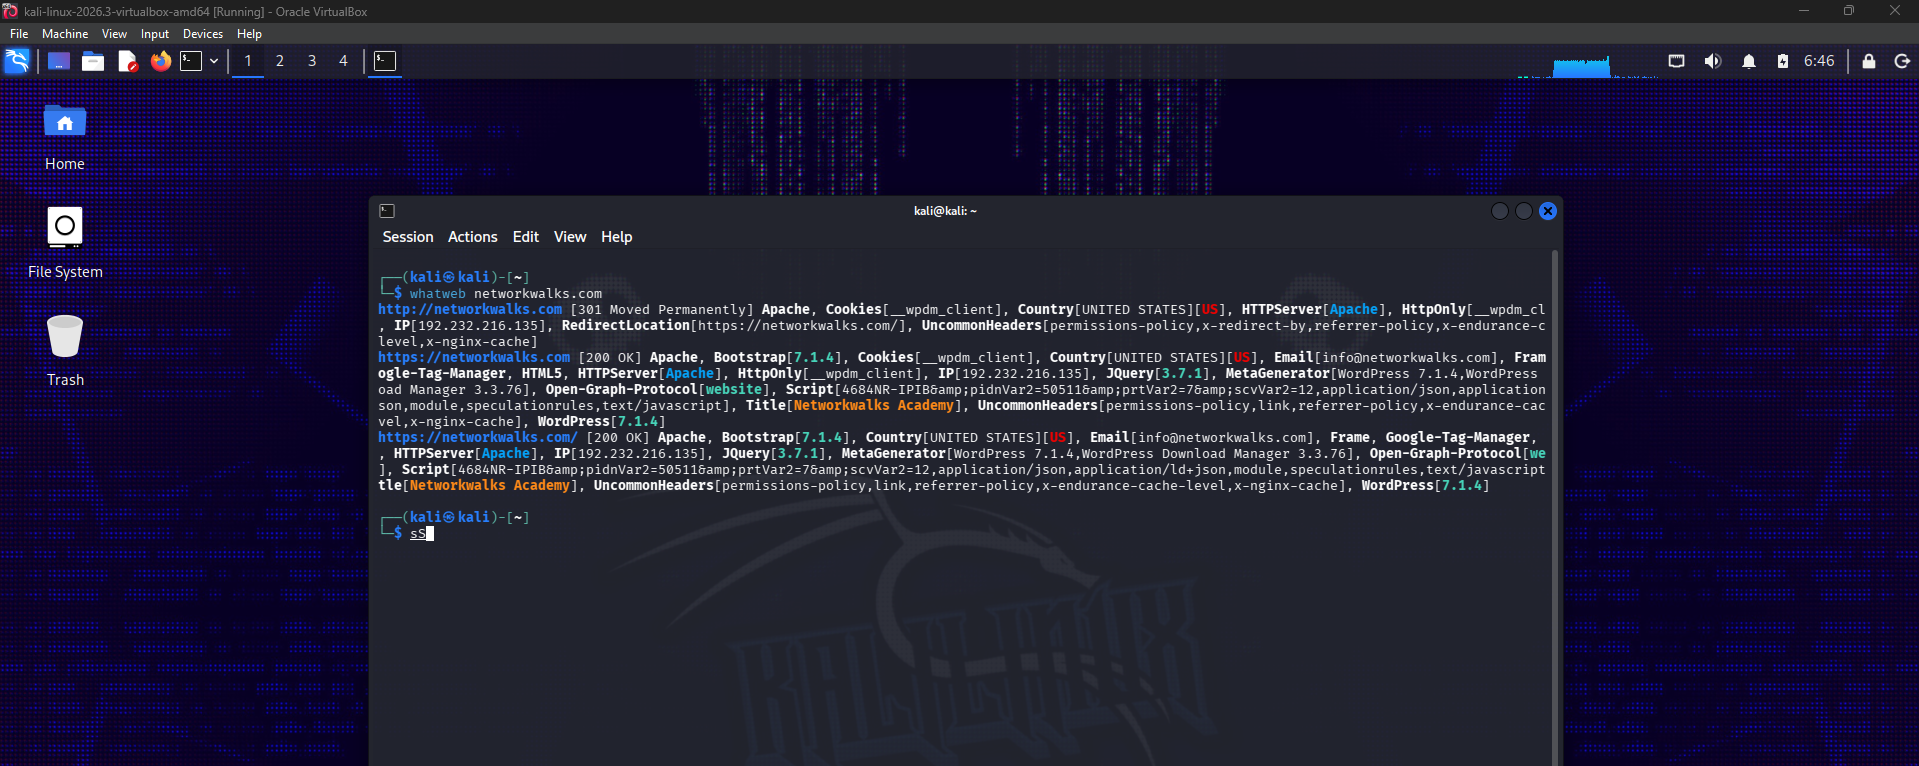 kali-linux-2026.3-virtualbox-amd64 [Running] - Oracle VirtualBox
File Machine View Input Devices Help
1 2 3 4 6:46
Home
File System
Trash
kali@kali: ~
Session Actions Edit View Help
┌──(kali㉿kali)-[~]
└─$ whatweb networkwalks.com
http://networkwalks.com [301 Moved Permanently] Apache, Cookies[__wpdm_client], Country[UNITED STATES][US], HTTPServer[Apache], HttpOnly[__wpdm_cl
, IP[192.232.216.135], RedirectLocation[https://networkwalks.com/], UncommonHeaders[permissions-policy,x-redirect-by,referrer-policy,x-endurance-c
level,x-nginx-cache]
https://networkwalks.com [200 OK] Apache, Bootstrap[7.1.4], Cookies[__wpdm_client], Country[UNITED STATES][US], Email[info@networkwalks.com], Fram
ogle-Tag-Manager, HTML5, HTTPServer[Apache], HttpOnly[__wpdm_client], IP[192.232.216.135], JQuery[3.7.1], MetaGenerator[WordPress 7.1.4,WordPress
oad Manager 3.3.76], Open-Graph-Protocol[website], Script[4684NR-IPIB&amp;pidnVar2=50511&amp;prtVar2=7&amp;scvVar2=12,application/json,application
son,module,speculationrules,text/javascript], Title[Networkwalks Academy], UncommonHeaders[permissions-policy,link,referrer-policy,x-endurance-cac
vel,x-nginx-cache], WordPress[7.1.4]
https://networkwalks.com/ [200 OK] Apache, Bootstrap[7.1.4], Country[UNITED STATES][US], Email[info@networkwalks.com], Frame, Google-Tag-Manager,
, HTTPServer[Apache], IP[192.232.216.135], JQuery[3.7.1], MetaGenerator[WordPress 7.1.4,WordPress Download Manager 3.3.76], Open-Graph-Protocol[we
], Script[4684NR-IPIB&amp;pidnVar2=50511&amp;prtVar2=7&amp;scvVar2=12,application/json,application/ld+json,module,speculationrules,text/javascript
tle[Networkwalks Academy], UncommonHeaders[permissions-policy,link,referrer-policy,x-endurance-cache-level,x-nginx-cache], WordPress[7.1.4]
┌──(kali㉿kali)-[~]
└─$ sS